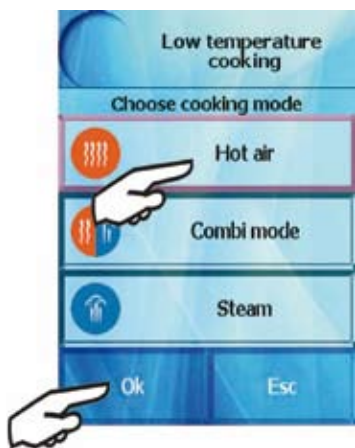 Low temperature
cooking
Choose cooking mode
Hot air
Combi mode
Steam
Ok Esc